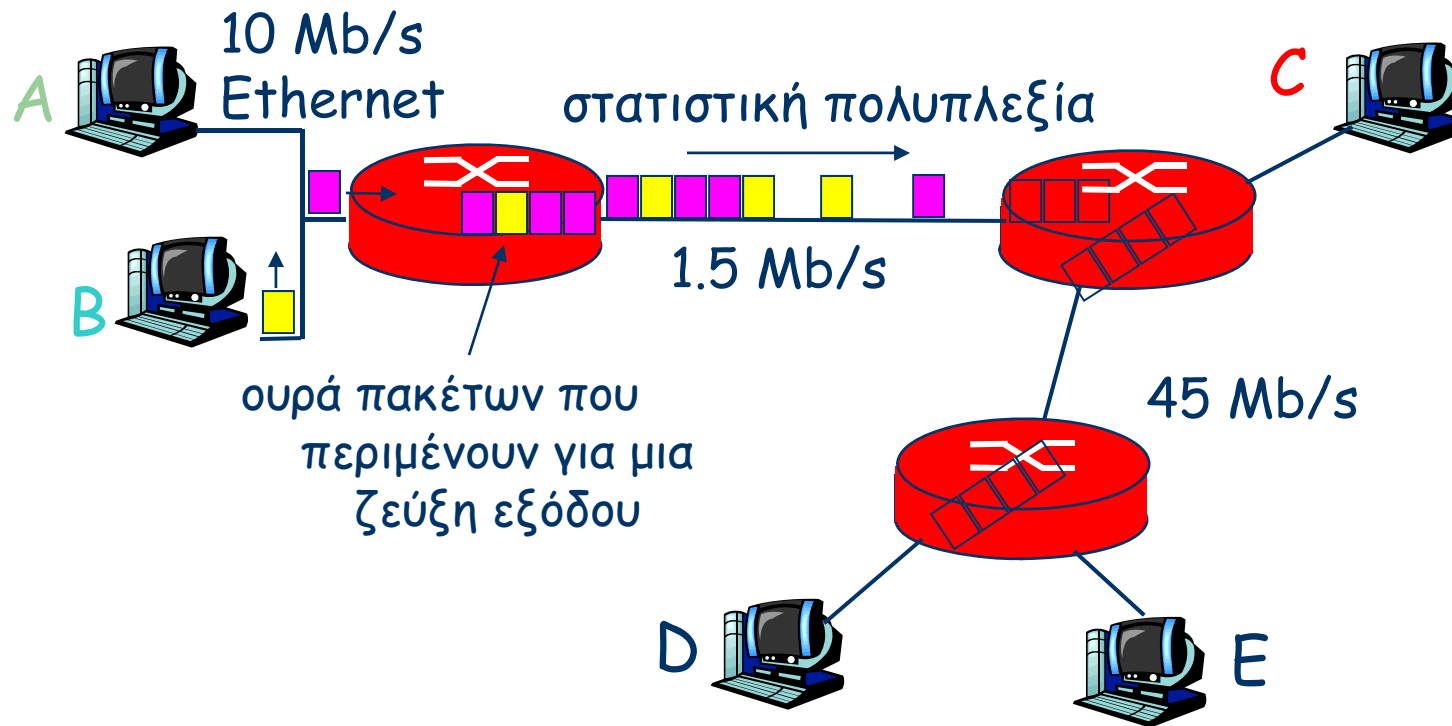 10 Mb/s
Ethernet
A
στατιστική πολυπλεξία
C
B
1.5 Mb/s
ουρά πακέτων που
περιμένουν για μια
ζεύξη εξόδου
45 Mb/s
D
E